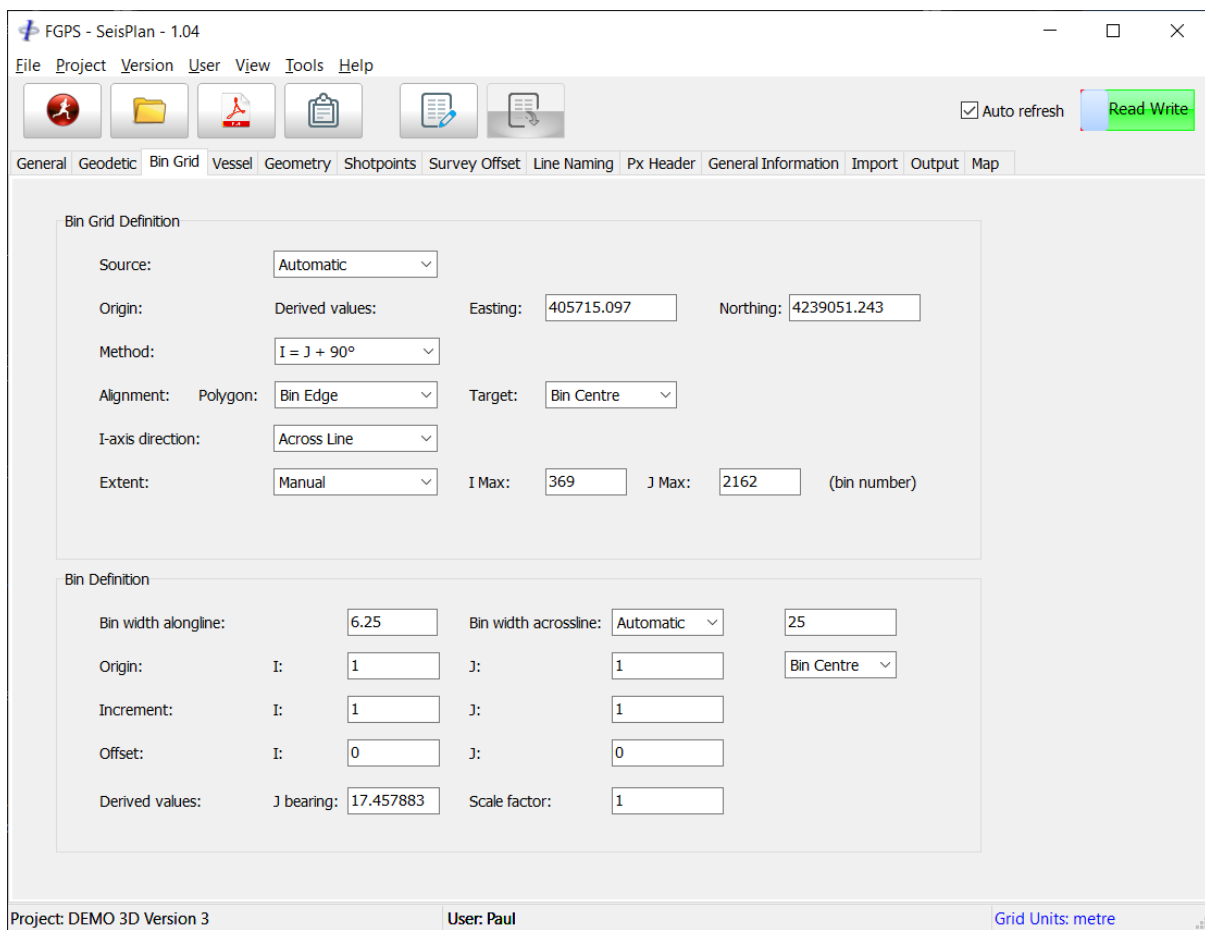 FGPS - SeisPlan - 1.04
File Project Version User View Tools Help
Auto refresh Read Write
General Geodetic Bin Grid Vessel Geometry Shotpoints Survey Offset Line Naming Px Header General Information Import Output Map
Bin Grid Definition
Source: Automatic
Origin: Derived values: Easting: 405715.097 Northing: 4239051.243
Method: I = J + 90°
Alignment: Polygon: Bin Edge Target: Bin Centre
I-axis direction: Across Line
Extent: Manual I Max: 369 J Max: 2162 (bin number)
Bin Definition
Bin width alongline: 6.25 Bin width acrossline: Automatic 25
Origin: I: 1 J: 1 Bin Centre
Increment: I: 1 J: 1
Offset: I: 0 J: 0
Derived values: J bearing: 17.457883 Scale factor: 1
Project: DEMO 3D Version 3 User: Paul Grid Units: metre